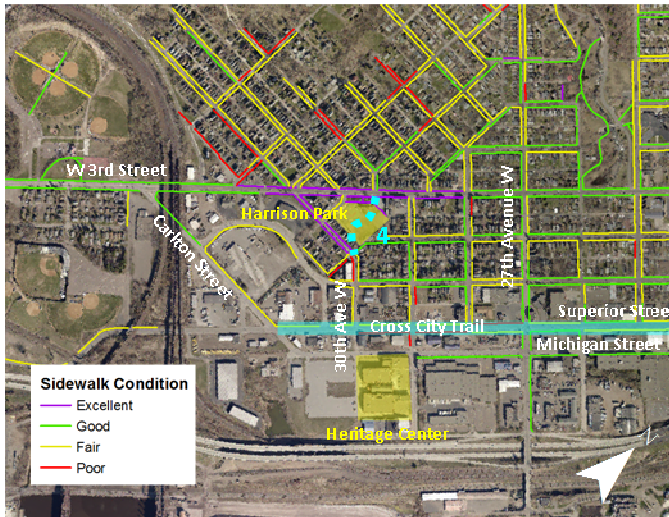 W 3rd Street
Harrison Park
4
Carlton Street
27th Avenue W
30th Ave W
Superior Stree
Cross City Trail
Michigan Street
Sidewalk Condition
Excellent
Good
Fair
Poor
Heritage Center
N